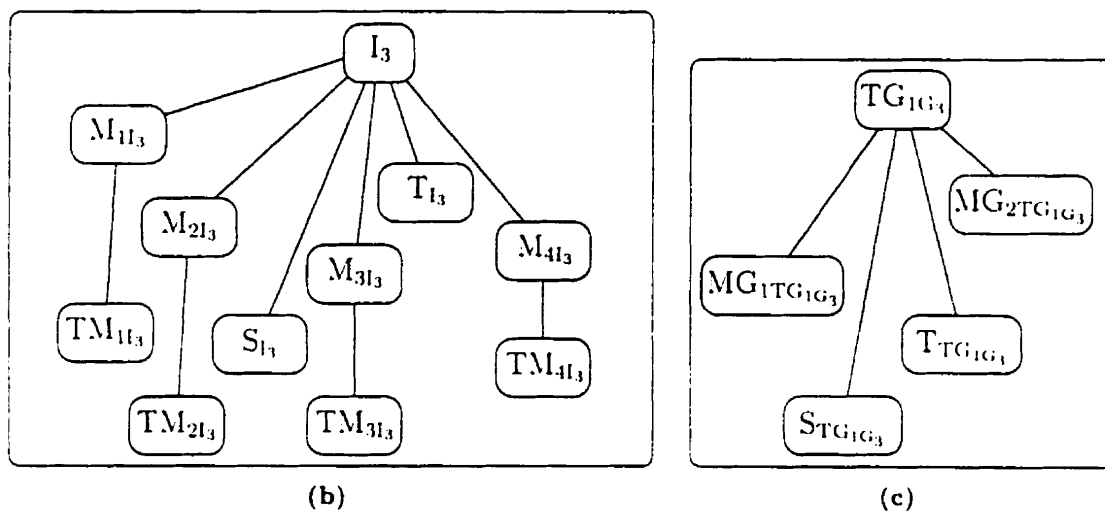 I₃
TG₁G₃
M₁I₃
T_I₃
MG₂TG₁G₃
M₂I₃
M₄I₃
M₃I₃
MG₁TG₁G₃
TM₁I₃
S_I₃
T_TG₁G₃
TM₄I₃
TM₂I₃
TM₃I₃
S_TG₁G₃
(b)
(c)